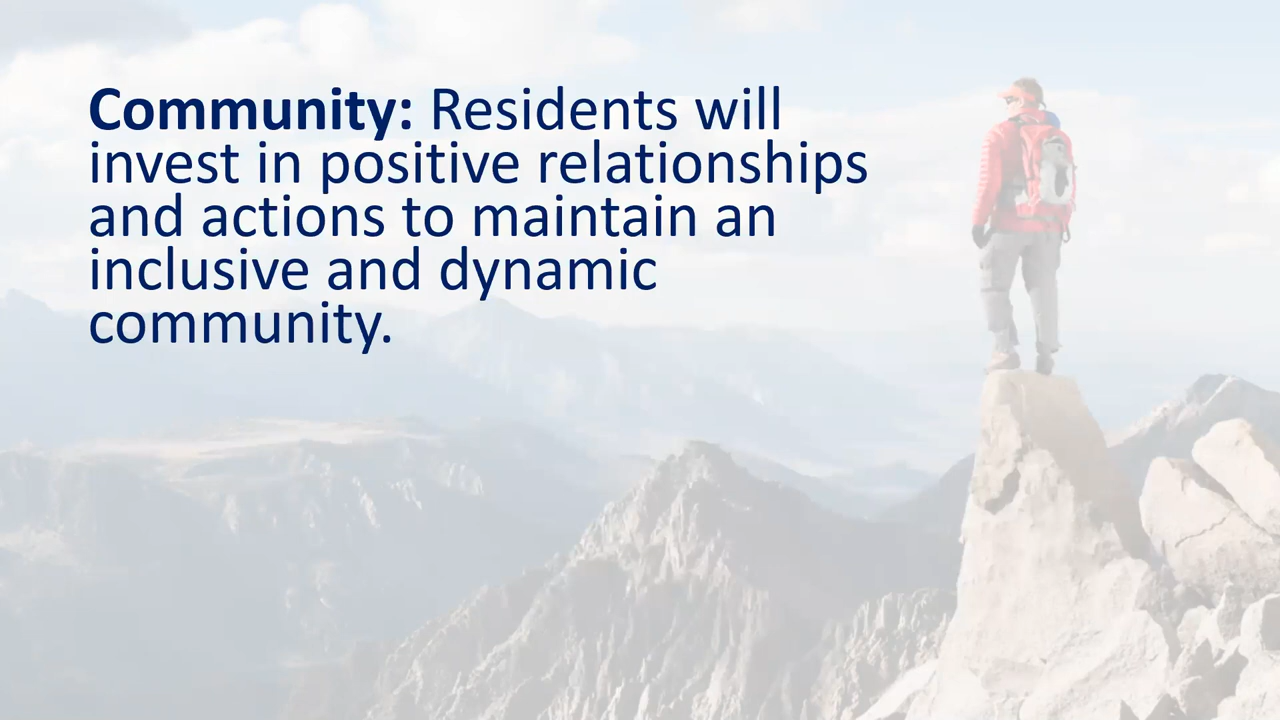 Community: Residents will
invest in positive relationships
and actions to maintain an
inclusive and dynamic
community.